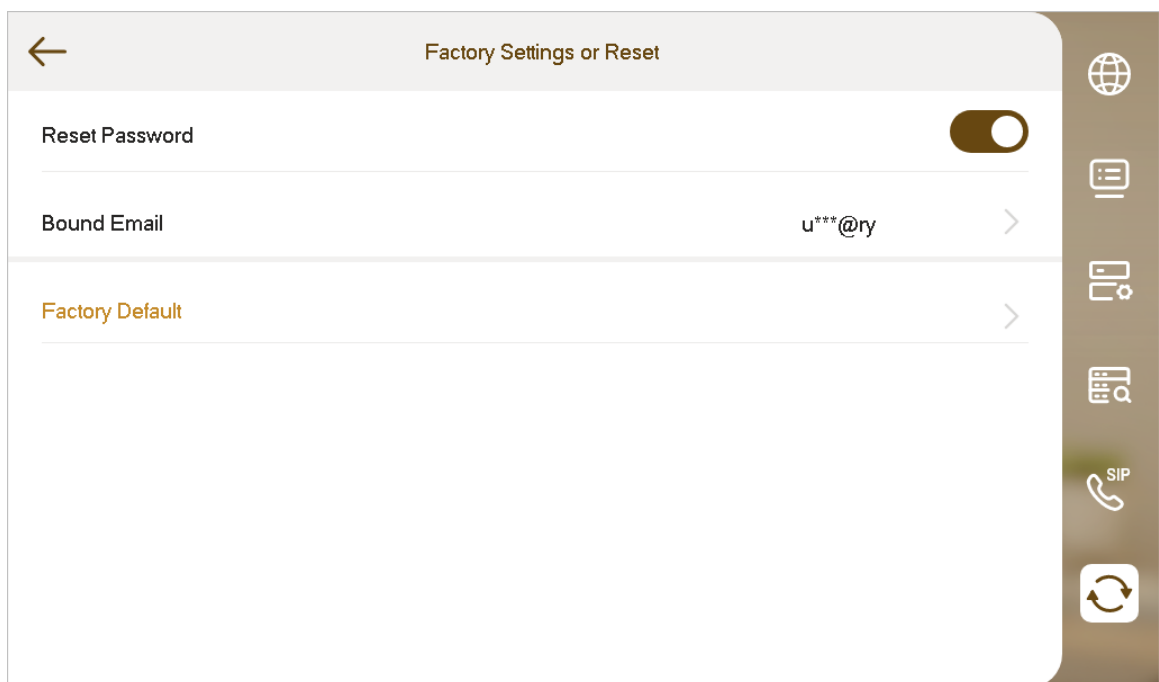 Factory Settings or Reset
Reset Password
Bound Email u***@ry
Factory Default
SIP